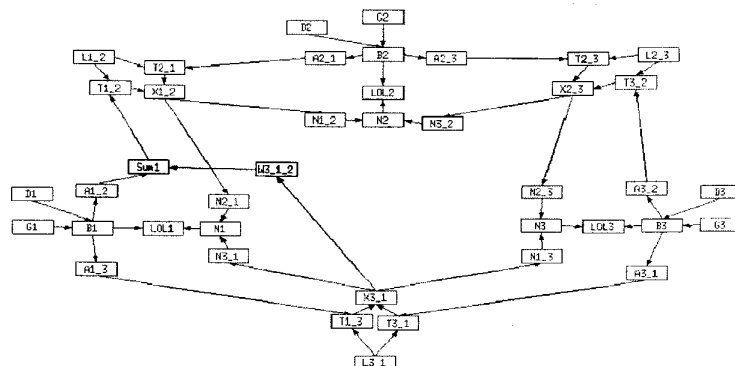 G2
D2
L1_2
A2_1
B2
A2_3
T2_3
L2_3
T2_1
T1_2
X1_2
LOL2
X2_3
T3_2
N1_2
N2
N3_2
Sum1
W3_1_2
D1
A1_2
N2_1
N2_3
A3_2
D3
G1
B1
LOL1
N1
N3
LOL3
B3
G3
A1_3
N3_1
N1_3
A3_1
X3_1
T1_3
T3_1
L3_1